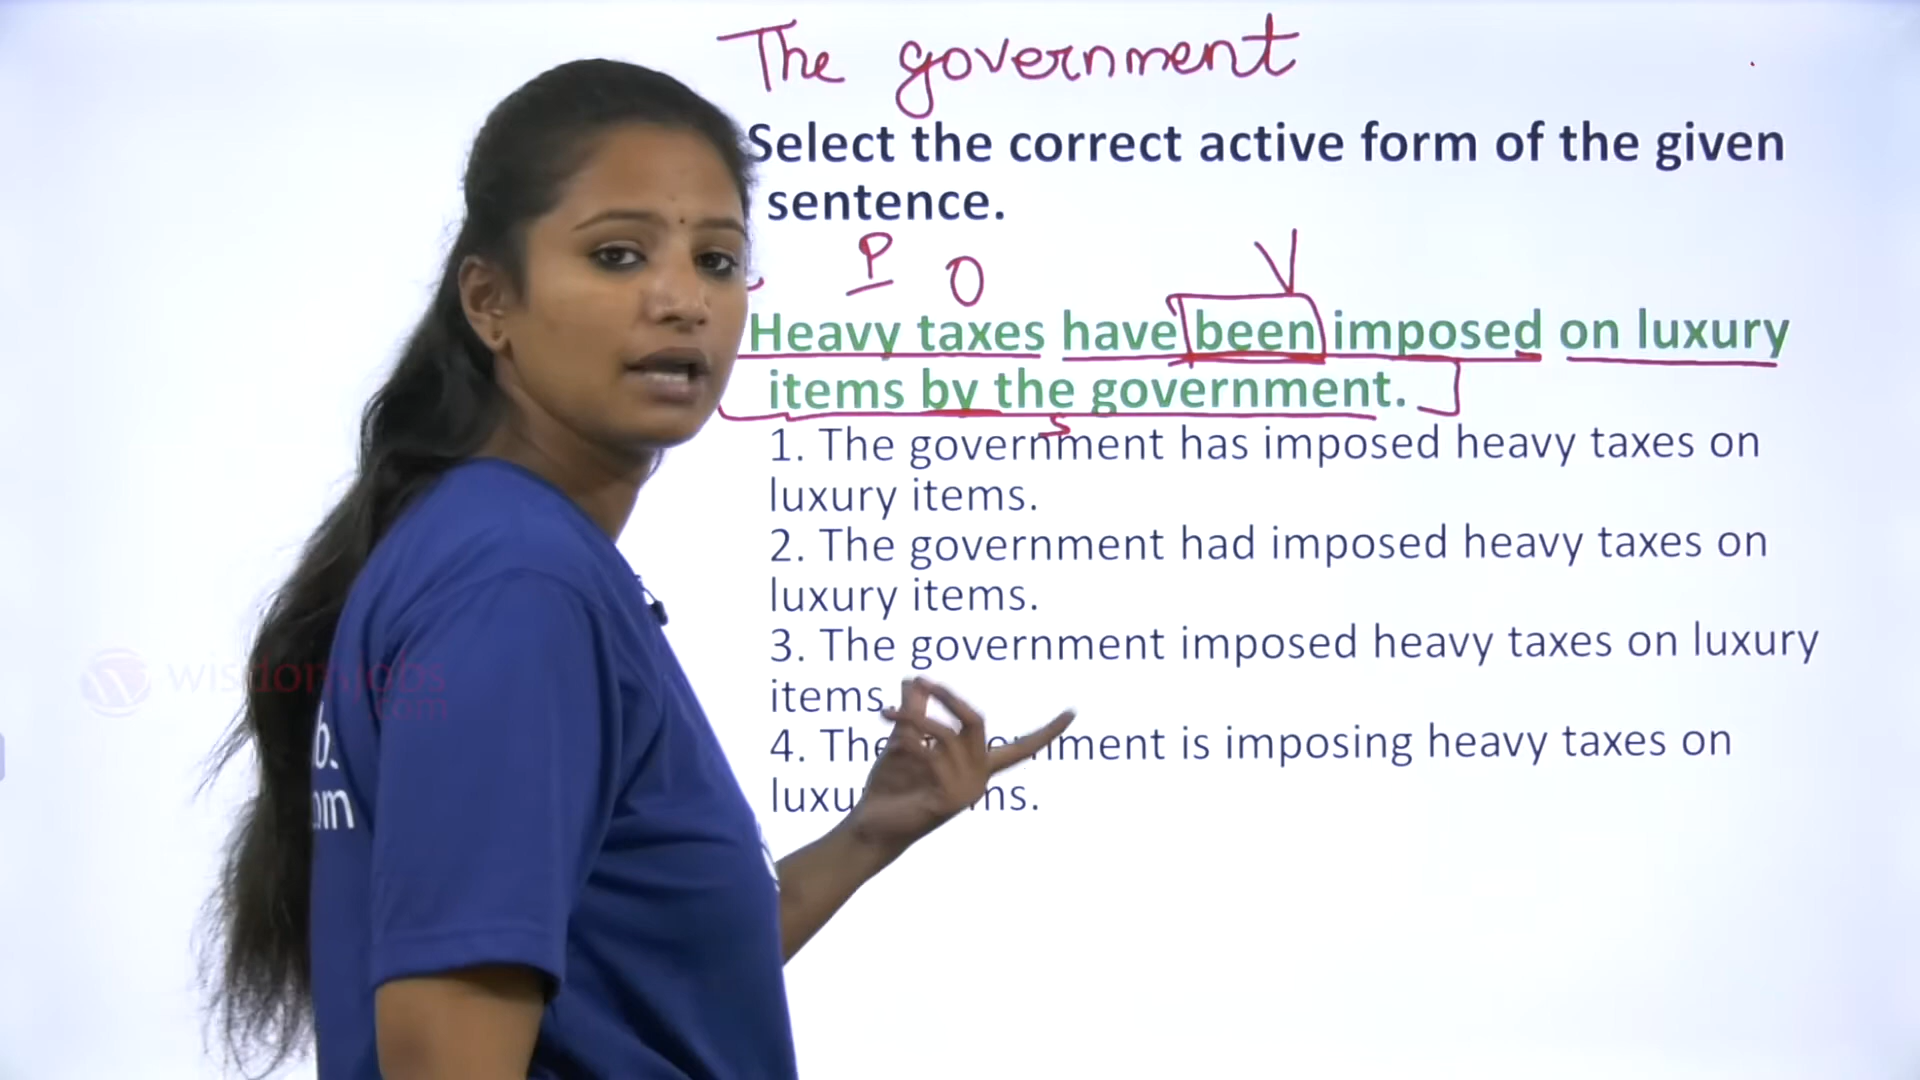 The government
Select the correct active form of the given
sentence.
P O V
Heavy taxes have been imposed on luxury
items by the government.
S
1. The government has imposed heavy taxes on
luxury items.
2. The government had imposed heavy taxes on
luxury items.
3. The government imposed heavy taxes on luxury
items.
4. The is imposing heavy taxes on
wisdomjobs
.com